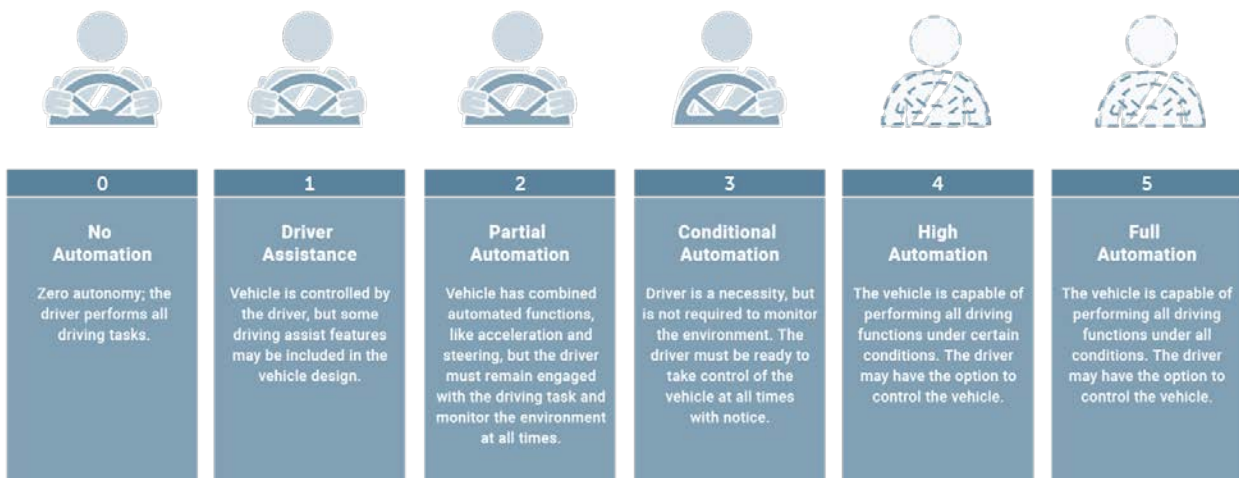 0
No
Automation
Zero autonomy; the
driver performs all
driving tasks.
1
Driver
Assistance
Vehicle is controlled by
the driver, but some
driving assist features
may be included in the
vehicle design.
2
Partial
Automation
Vehicle has combined
automated functions,
like acceleration and
steering, but the driver
must remain engaged
with the driving task and
monitor the environment
at all times.
3
Conditional
Automation
Driver is a necessity, but
is not required to monitor
the environment. The
driver must be ready to
take control of the
vehicle at all times
with notice.
4
High
Automation
The vehicle is capable of
performing all driving
functions under certain
conditions. The driver
may have the option to
control the vehicle.
5
Full
Automation
The vehicle is capable of
performing all driving
functions under all
conditions. The driver
may have the option to
control the vehicle.